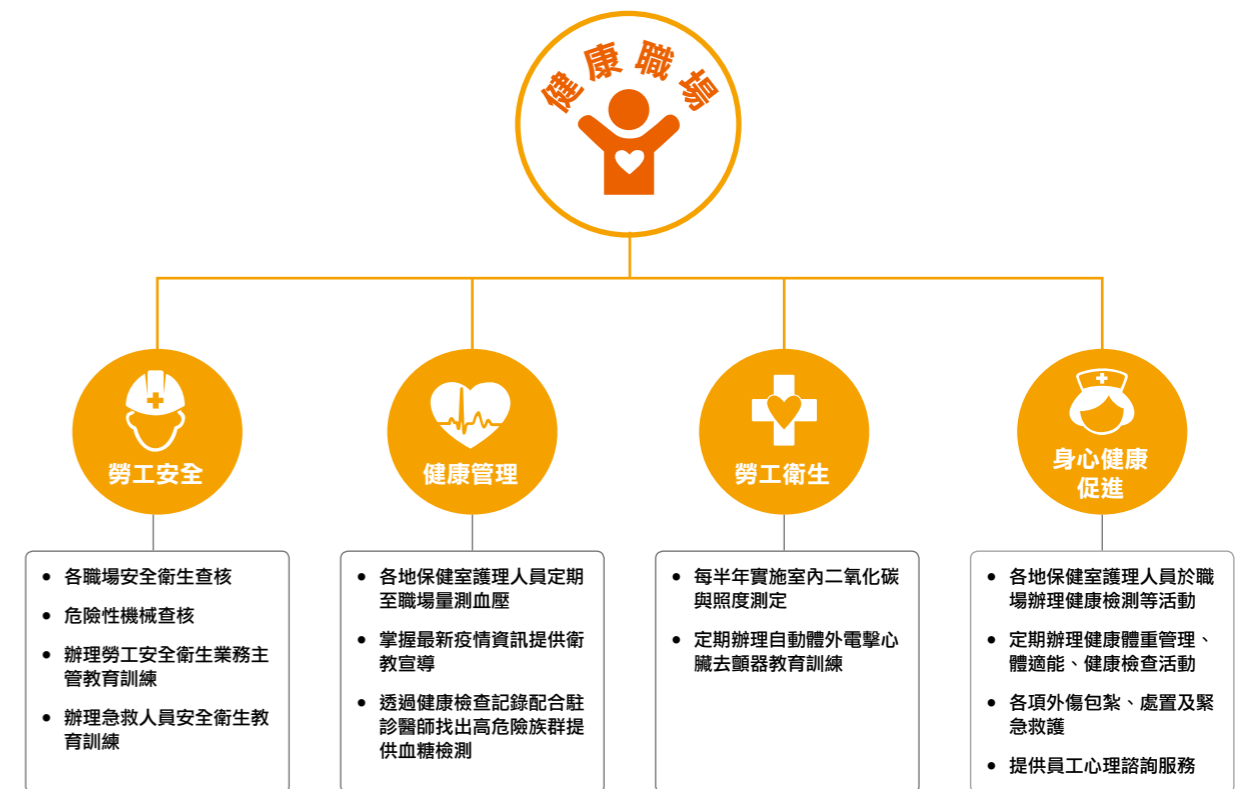 健康職場
勞工安全
健康管理
勞工衛生
身心健康
促進
• 各職場安全衛生查核
• 危險性機械查核
• 辦理勞工安全衛生業務主
管教育訓練
• 辦理急救人員安全衛生教
育訓練
• 各地保健室護理人員定期
至職場量測血壓
• 掌握最新疫情資訊提供衛
教宣導
• 透過健康檢查記錄配合駐
診醫師找出高危險族群提
供血糖檢測
• 每半年實施室內二氧化碳
與照度測定
• 定期辦理自動體外電擊心
臟去顫器教育訓練
• 各地保健室護理人員於職
場辦理健康檢測等活動
• 定期辦理健康體重管理、
體適能、健康檢查活動
• 各項外傷包紮、處置及緊
急救護
• 提供員工心理諮詢服務